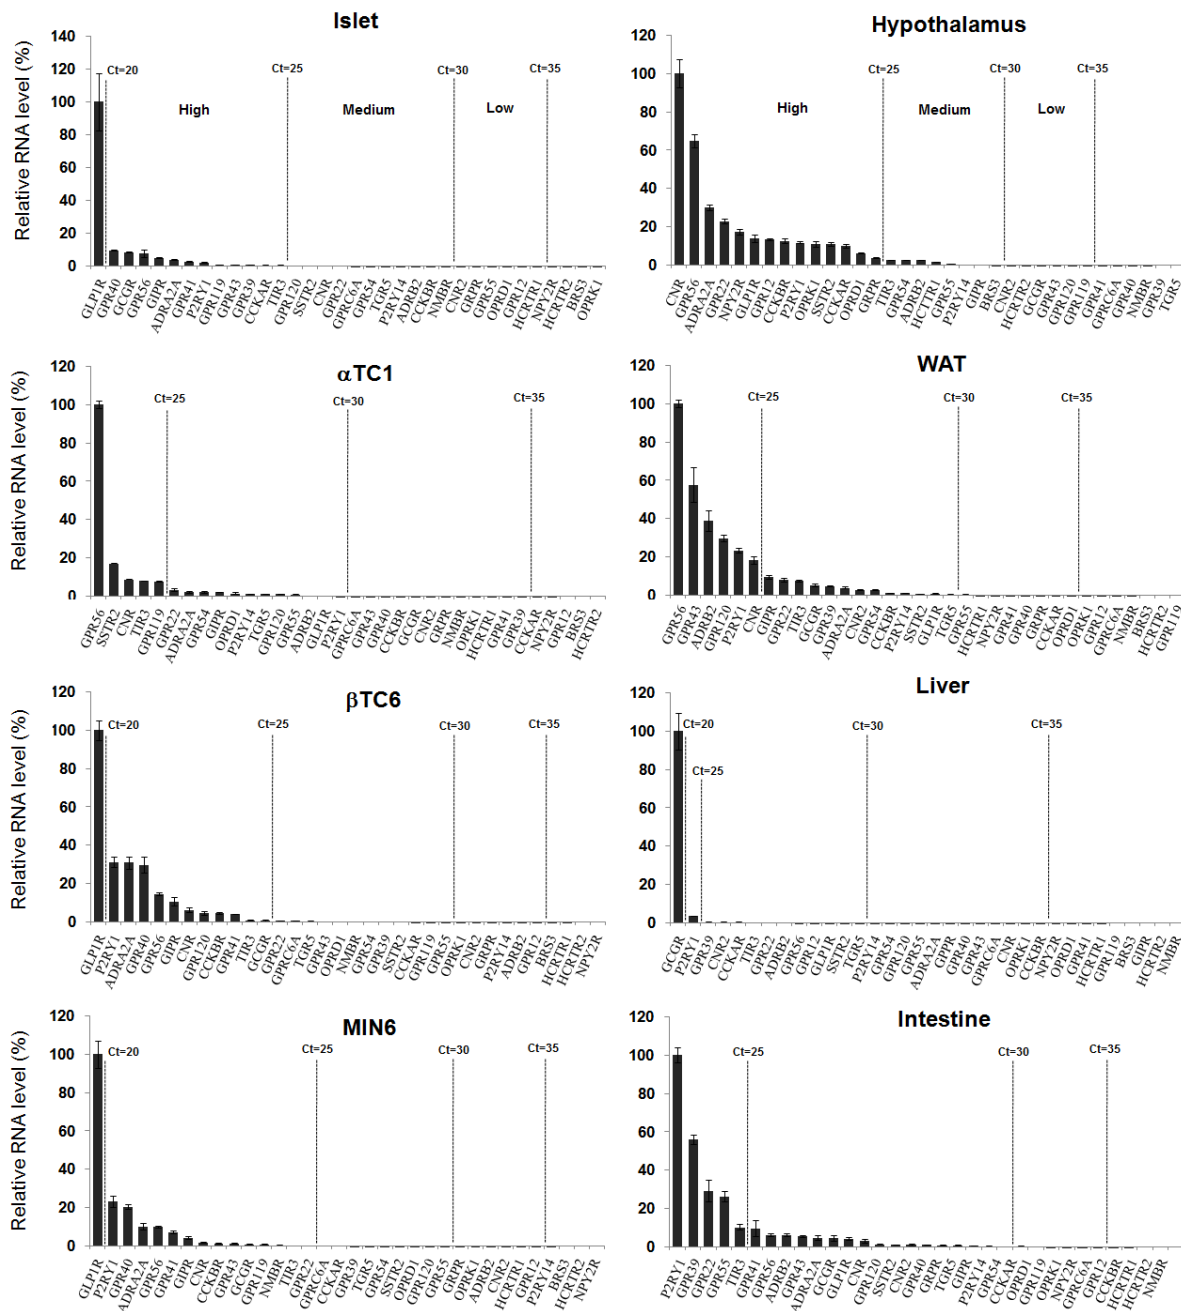 Islet
Relative RNA level (%)
140
120
100
80
60
40
20
0
Ct=20
Ct=25
Ct=30
Ct=35
High
Medium
Low
GLP1R
GPR40
GCGR
GPR56
GIPR
ADRA2A
GPR41
P2RY1
GPR119
GPR43
GPR39
CCKAR
TIR3
GPR120
SSTR2
CNR
GPR22
GPRC6A
GPR54
TGR5
P2RY14
ADRB2
CCKBR
NMBR
CNR2
GRPR
GPR55
OPRD1
GPR12
HCRTR1
NPY2R
HCRTR2
BRS3
OPRK1
Hypothalamus
120
100
80
60
40
20
0
Ct=25
Ct=30
Ct=35
High
Medium
Low
CNR
GPR56
ADRA2A
GPR22
NPY2R
GLP1R
GPR12
CCKBR
P2RY1
OPRK1
SSTR2
CCKAR
OPRD1
GRPR
TIR3
GPR54
ADRB2
HCTTR1
GPR55
P2RY14
GIPR
BRS3
CNR2
HCRTR2
GCGR
GPR43
GPR120
GPR119
GPR41
GPRC6A
GPR40
NMBR
GPR39
TGR5
αTC1
Relative RNA level (%)
120
100
80
60
40
20
0
Ct=25
Ct=30
Ct=35
GPR56
SSTR2
CNR
TIR3
GPR119
GPR22
ADRA2A
GPR54
GIPR
OPRD1
P2RY14
TGR5
GPR120
GPR55
ADRB2
GLP1R
P2RY1
GPRC6A
GPR43
GPR40
CCKBR
GCGR
CNR2
GRPR
NMBR
OPRK1
HCRTR1
GPR41
GPR39
CCKAR
NPY2R
GPR12
BRS3
HCRTR2
WAT
120
100
80
60
40
20
0
Ct=25
Ct=30
Ct=35
GPR56
GPR43
ADRB2
GPR120
P2RY1
CNR
GIPR
GPR22
TIR3
GCGR
GPR39
ADRA2A
CNR2
GPR54
CCKBR
P2RY14
SSTR2
GLP1R
TGR5
GPR55
HCRTR1
NPY2R
GPR41
GPR40
GRPR
CCKAR
OPRD1
OPRK1
GPR12
GPRC6A
NMBR
BRS3
HCRTR2
GPR119
βTC6
Relative RNA level (%)
120
100
80
60
40
20
0
Ct=20
Ct=25
Ct=30
Ct=35
GLP1R
P2RY1
ADRA2A
GPR40
GPR56
GIPR
CNR
GPR120
CCKBR
GPR41
TIR3
GCGR
GPR22
GPRC6A
TGR5
GPR43
OPRD1
NMBR
GPR54
GPR39
SSTR2
CCKAR
GPR119
GPR55
OPRK1
CNR2
GRPR
P2RY14
ADRB2
GPR12
BRS3
HCRTR1
HCRTR2
NPY2R
Liver
120
100
80
60
40
20
0
Ct=20
Ct=25
Ct=30
Ct=35
GCGR
P2RY1
GPR39
CNR2
CCKAR
TIR3
GPR22
ADRB2
GPR56
GPR12
GLP1R
SSTR2
TGR5
P2RY14
GPR54
GPR120
GPR55
ADRA2A
GRPR
GPR40
GPR43
GPRC6A
CNR
OPRK1
CCKBR
NPY2R
OPRD1
GPR41
HCRTR1
GPR119
BRS3
GIPR
HCRTR2
NMBR
MIN6
Relative RNA level (%)
120
100
80
60
40
20
0
Ct=20
Ct=25
Ct=30
Ct=35
GLP1R
P2RY1
GPR40
ADRA2A
GPR56
GPR41
GIPR
CNR
CCKBR
GPR43
GCGR
GPR119
NMBR
TIR3
GPR22
GPRC6A
CCKAR
GPR39
TGR5
GPR54
SSTR2
OPRD1
GPR120
GPR55
GRPR
OPRK1
ADRB2
CNR2
HCRTR1
GPR12
P2RY14
BRS3
HCRTR2
NPY2R
Intestine
120
100
80
60
40
20
0
Ct=25
Ct=30
Ct=35
P2RY1
GPR39
GPR22
GPR55
TIR3
GPR41
GPR56
ADRB2
GPR43
ADRA2A
GCGR
GLP1R
CNR
GPR120
SSTR2
CNR2
GPR40
GRPR
TGR5
GIPR
P2RY14
GPR54
CCKAR
OPRD1
GPR119
OPRK1
NPY2R
GPRC6A
GPR12
CCKBR
HCRTR1
HCRTR2
NMBR